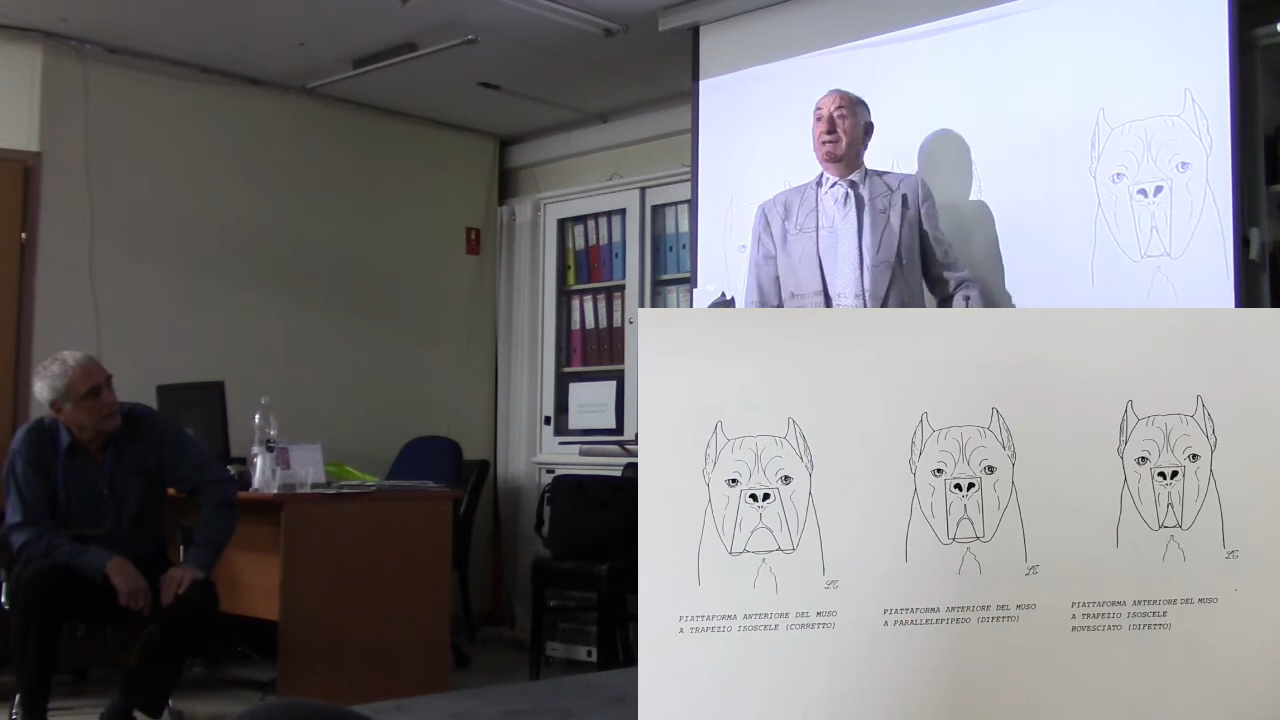 PIATTAFORMA ANTERIORE DEL MUSO
A TRAPEZIO ISOSCELE (CORRETTO)
PIATTAFORMA ANTERIORE DEL MUSO
A PARALLELEPIPEDO (DIFETTO)
PIATTAFORMA ANTERIORE DEL MUSO
A TRAPEZIO ISOSCELE
ROVESCIATO (DIFETTO)